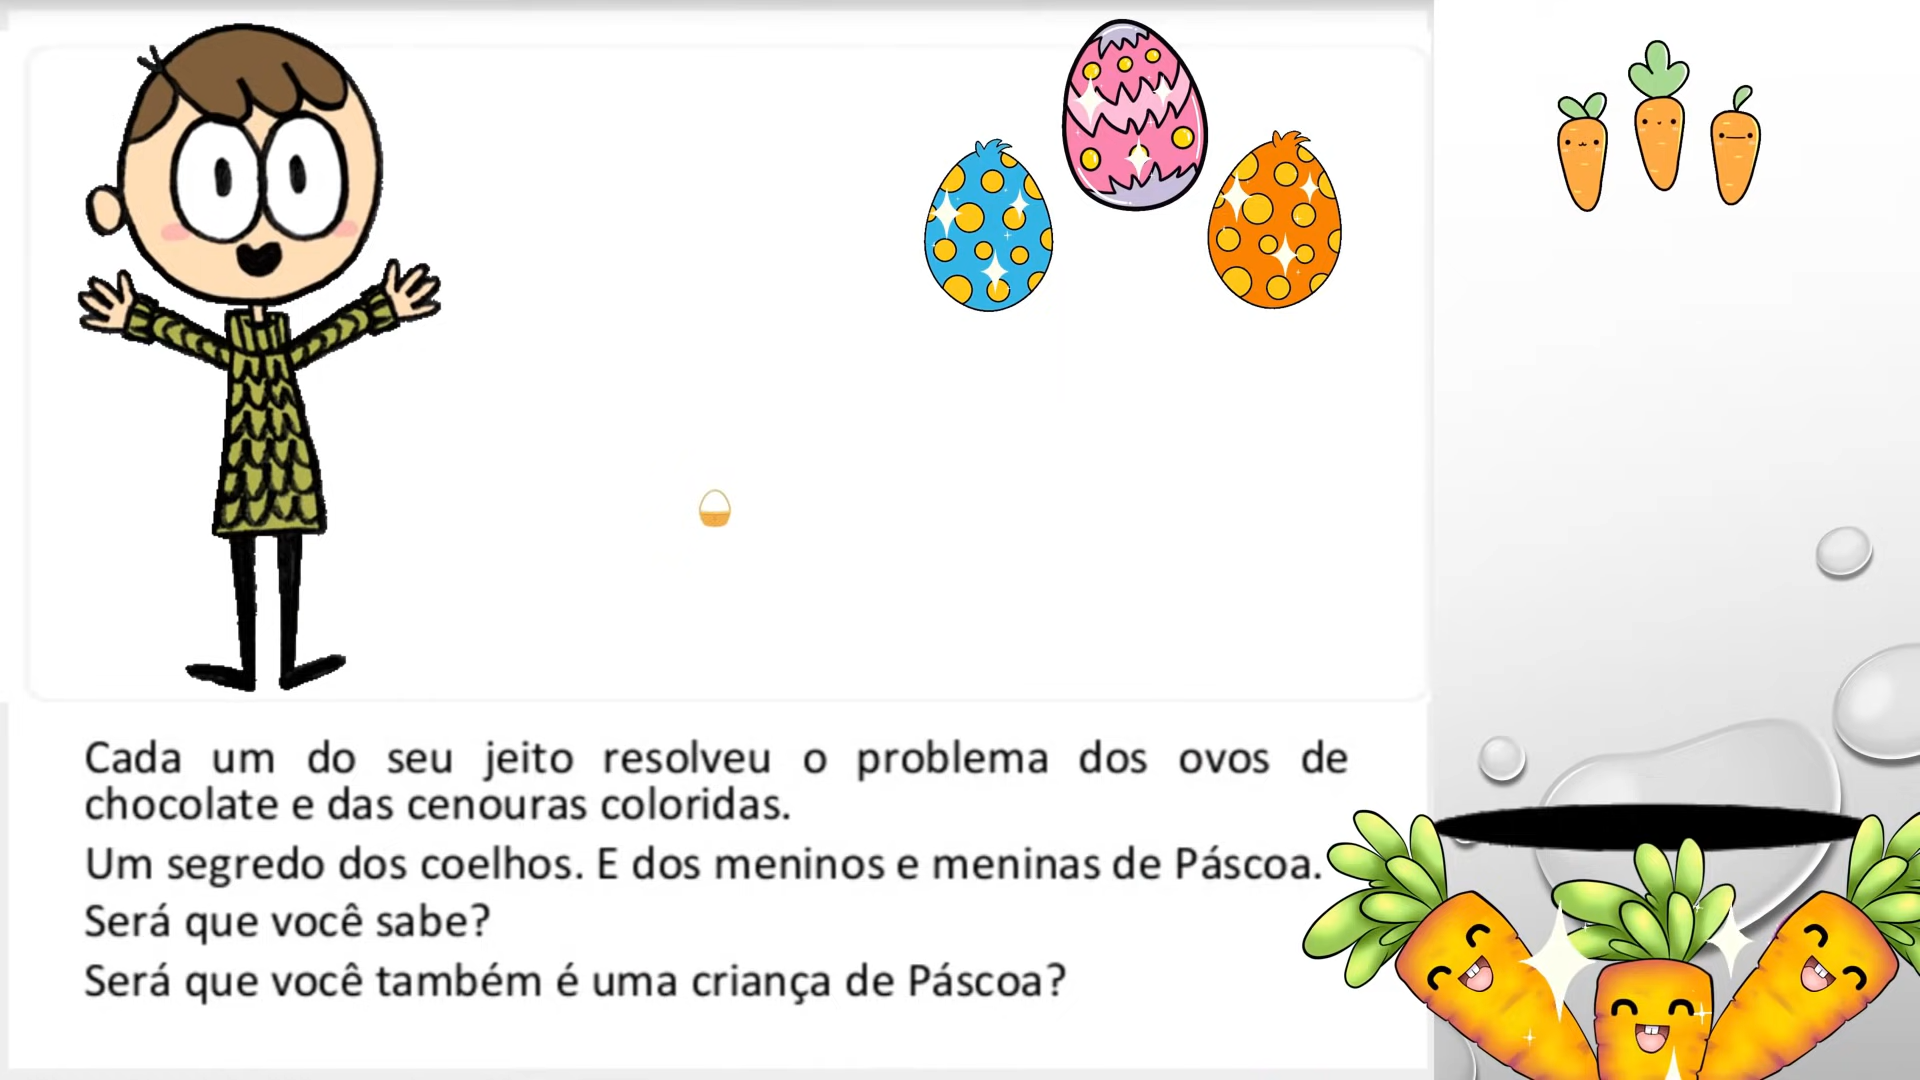 Cada um do seu jeito resolveu o problema dos ovos de
chocolate e das cenouras coloridas.
Um segredo dos coelhos. E dos meninos e meninas de Páscoa.
Será que você sabe?
Será que você também é uma criança de Páscoa?